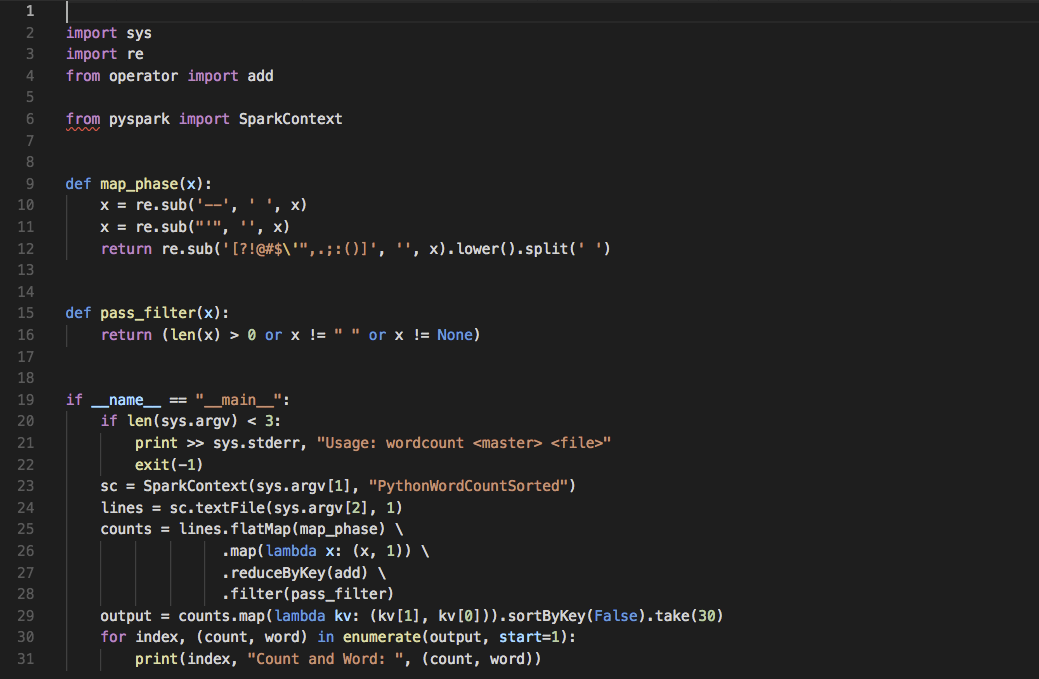 1
2 import sys
3 import re
4 from operator import add
5
6 from pyspark import SparkContext
7
8
9 def map_phase(x):
10     x = re.sub('--', ' ', x)
11     x = re.sub("'", '', x)
12     return re.sub('[?!@#$\'",.;:()]', '', x).lower().split(' ')
13
14
15 def pass_filter(x):
16     return (len(x) > 0 or x != " " or x != None)
17
18
19 if __name__ == "__main__":
20     if len(sys.argv) < 3:
21         print >> sys.stderr, "Usage: wordcount <master> <file>"
22         exit(-1)
23     sc = SparkContext(sys.argv[1], "PythonWordCountSorted")
24     lines = sc.textFile(sys.argv[2], 1)
25     counts = lines.flatMap(map_phase) \
26                   .map(lambda x: (x, 1)) \
27                   .reduceByKey(add) \
28                   .filter(pass_filter)
29     output = counts.map(lambda kv: (kv[1], kv[0])).sortByKey(False).take(30)
30     for index, (count, word) in enumerate(output, start=1):
31         print(index, "Count and Word: ", (count, word))